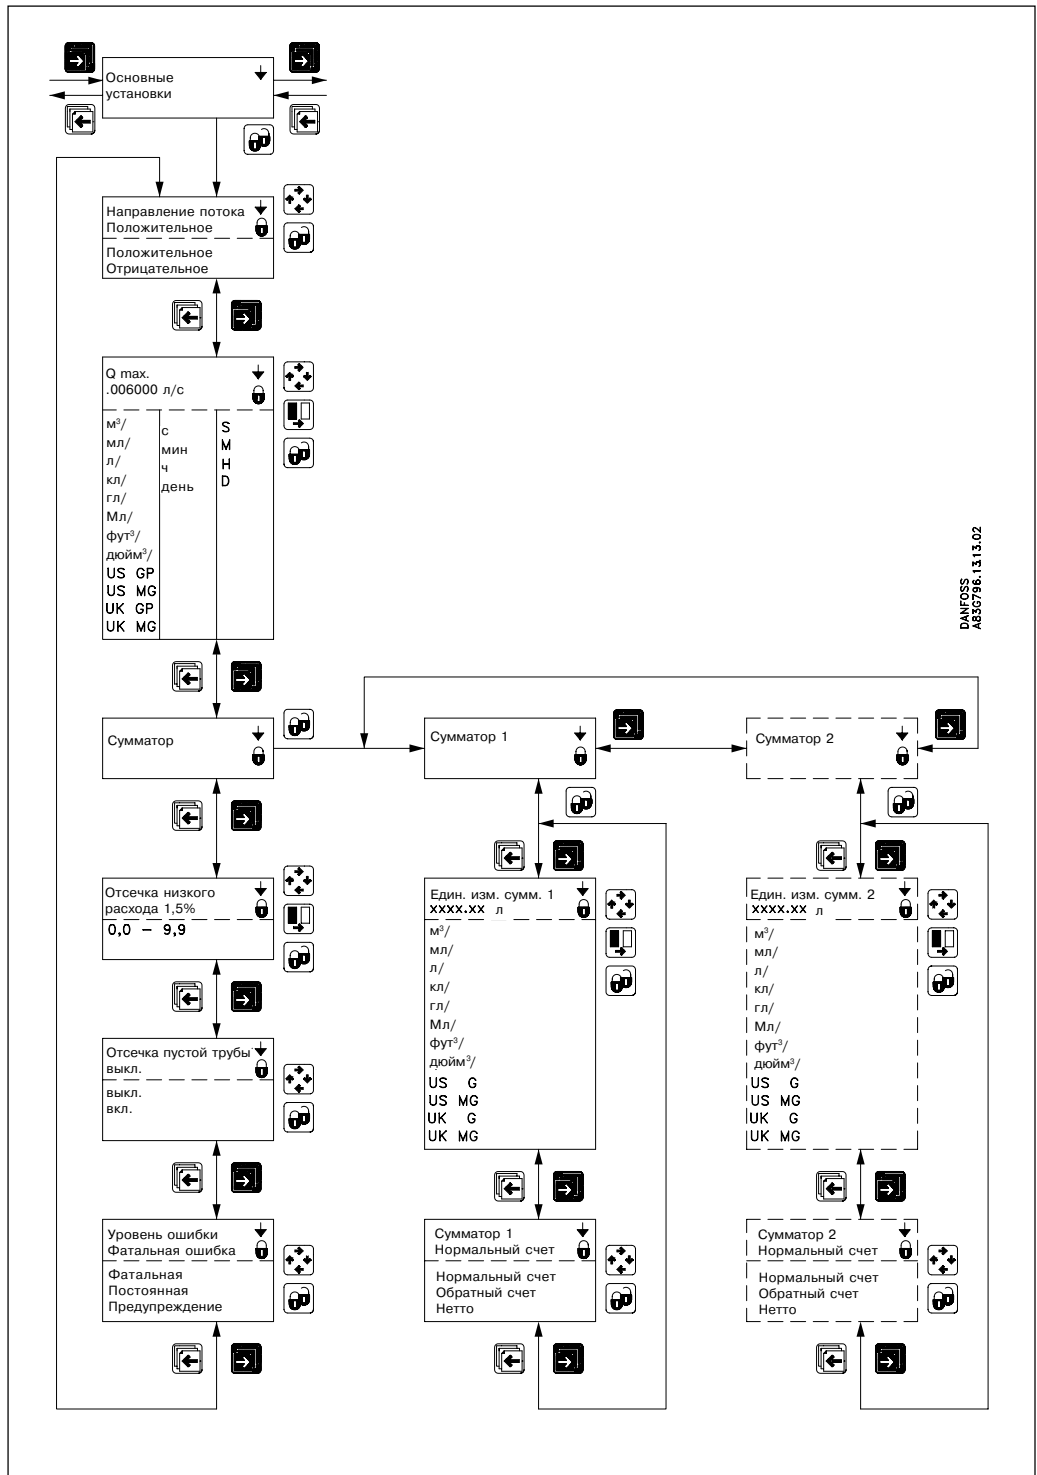 Основные
установки
Направление потока
Положительное
Положительное
Отрицательное
Q max.
.006000 л/с
м³/
мл/
л/
кл/
гл/
Мл/
фут³/
дюйм³/
US GP
US MG
UK GP
UK MG
с
мин
ч
день
S
M
H
D
DANFOSS
A83G796.13.13.02
Сумматор
Сумматор 1
Сумматор 2
Отсечка низкого
расхода 1,5%
0,0 – 9,9
Отсечка пустой трубы
выкл.
выкл.
вкл.
Уровень ошибки
Фатальная ошибка
Фатальная
Постоянная
Предупреждение
Един. изм. сумм. 1
xxxx.xx л
м³/
мл/
л/
кл/
гл/
Мл/
фут³/
дюйм³/
US G
US MG
UK G
UK MG
Сумматор 1
Нормальный счет
Нормальный счет
Обратный счет
Нетто
Един. изм. сумм. 2
xxxx.xx л
м³/
мл/
л/
кл/
гл/
Мл/
фут³/
дюйм³/
US G
US MG
UK G
UK MG
Сумматор 2
Нормальный счет
Нормальный счет
Обратный счет
Нетто